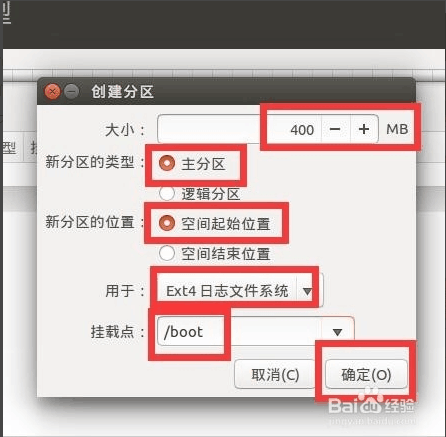 型
创建分区
大小： 400 － ＋ MB
型 挂
新分区的类型： 主分区
逻辑分区
新分区的位置： 空间起始位置
空间结束位置
用于： Ext4 日志文件系统
挂载点： /boot
取消(C) 确定(O)
Baidu 经验